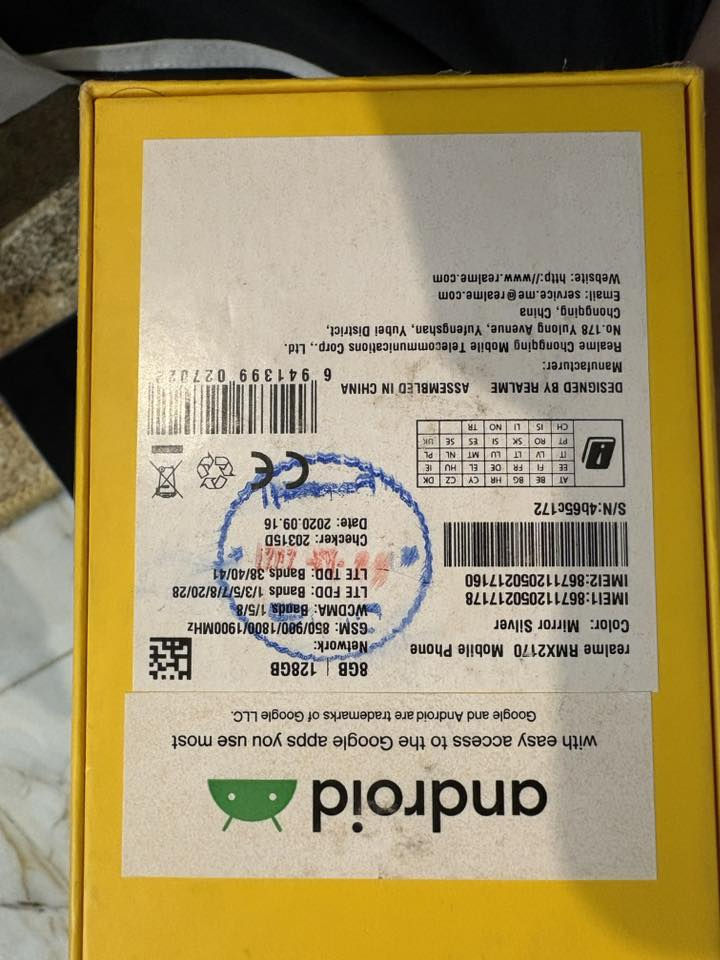 android
with easy access to the Google apps you use most
Google and Android are trademarks of Google LLC.
realme RMX2170 Mobile Phone
Color: Mirror Silver
IMEI1:867112050217178
IMEI2:867112050217160
S/N:4b65c172
8GB | 128GB
Network:
GSM: 850/900/1800/1900MHz
WCDMA: Bands 1/5/8
LTE FDD: Bands 1/3/5/7/8/20/28
LTE TDD: Bands 38/40/41
Checker: 20315D
Date: 2020.09.16
CE
AT BE BG HR CY CZ DK
EE FI FR DE EL HU IE
IT LV LT LU MT NL PL
PT RO SK SI ES SE UK
CH IS LI NO TR
DESIGNED BY REALME ASSEMBLED IN CHINA
6 941399 02702
Manufacturer:
Realme Chongqing Mobile Telecommunications Corp., Ltd.
No.178 Yulong Avenue, Yufengshan, Yubei District,
Chongqing, China
Email: service.me@realme.com
Website: http://www.realme.com